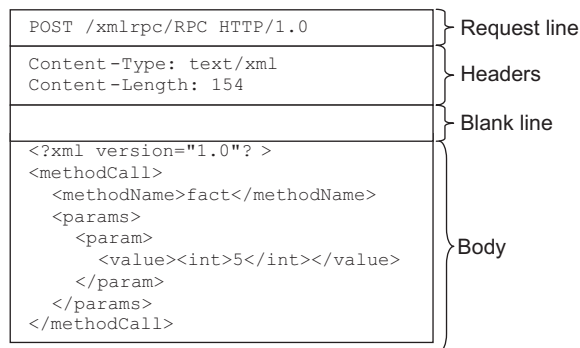 POST /xmlrpc/RPC HTTP/1.0
Request line
Content-Type: text/xml
Content-Length: 154
Headers
Blank line
<?xml version="1.0"? >
<methodCall>
<methodName>fact</methodName>
<params>
<param>
<value><int>5</int></value>
</param>
</params>
</methodCall>
Body